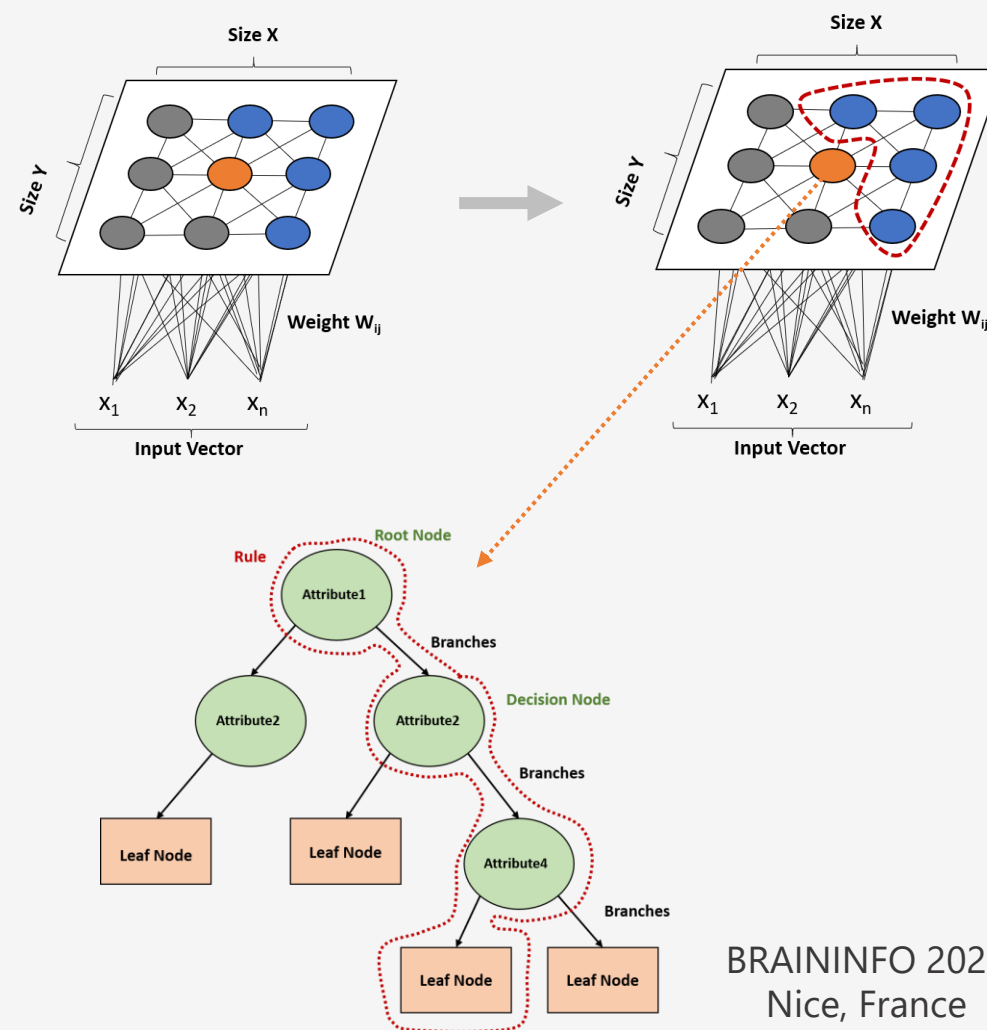 Size X
Size Y
Weight Wij
X1 X2 Xn
Input Vector
Size X
Size Y
Weight Wij
X1 X2 Xn
Input Vector
Root Node
Rule
Attribute1
Branches
Attribute2
Attribute2
Decision Node
Branches
Leaf Node
Leaf Node
Attribute4
Branches
Leaf Node
Leaf Node
BRAININFO 202
Nice, France